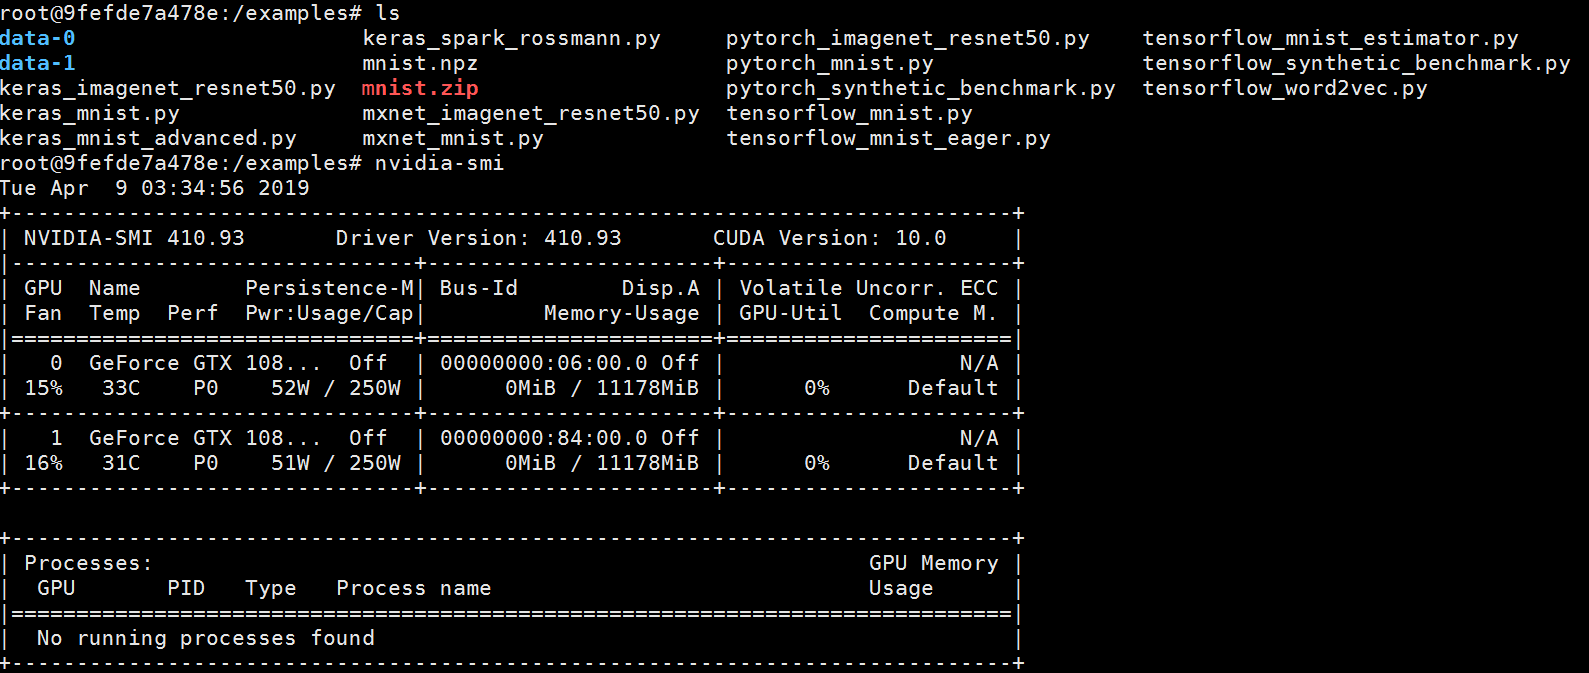 root@9fefde7a478e:/examples# ls
data-0                      keras_spark_rossmann.py     pytorch_imagenet_resnet50.py    tensorflow_mnist_estimator.py
data-1                      mnist.npz                   pytorch_mnist.py                tensorflow_synthetic_benchmark.py
keras_imagenet_resnet50.py  mnist.zip                   pytorch_synthetic_benchmark.py  tensorflow_word2vec.py
keras_mnist.py              mxnet_imagenet_resnet50.py  tensorflow_mnist.py
keras_mnist_advanced.py     mxnet_mnist.py              tensorflow_mnist_eager.py
root@9fefde7a478e:/examples# nvidia-smi
Tue Apr  9 03:34:56 2019
+-----------------------------------------------------------------------------+
| NVIDIA-SMI 410.93       Driver Version: 410.93       CUDA Version: 10.0     |
|-------------------------------+----------------------+----------------------+
| GPU  Name        Persistence-M| Bus-Id        Disp.A | Volatile Uncorr. ECC |
| Fan  Temp  Perf  Pwr:Usage/Cap|         Memory-Usage | GPU-Util  Compute M. |
|===============================+======================+======================|
|   0  GeForce GTX 108...  Off  | 00000000:06:00.0 Off |                  N/A |
| 15%   33C    P0    52W / 250W |      0MiB / 11178MiB |      0%      Default |
+-------------------------------+----------------------+----------------------+
|   1  GeForce GTX 108...  Off  | 00000000:84:00.0 Off |                  N/A |
| 16%   31C    P0    51W / 250W |      0MiB / 11178MiB |      0%      Default |
+-------------------------------+----------------------+----------------------+

+-----------------------------------------------------------------------------+
| Processes:                                                       GPU Memory |
|  GPU       PID   Type   Process name                             Usage      |
|=============================================================================|
|  No running processes found                                                 |
+-----------------------------------------------------------------------------+